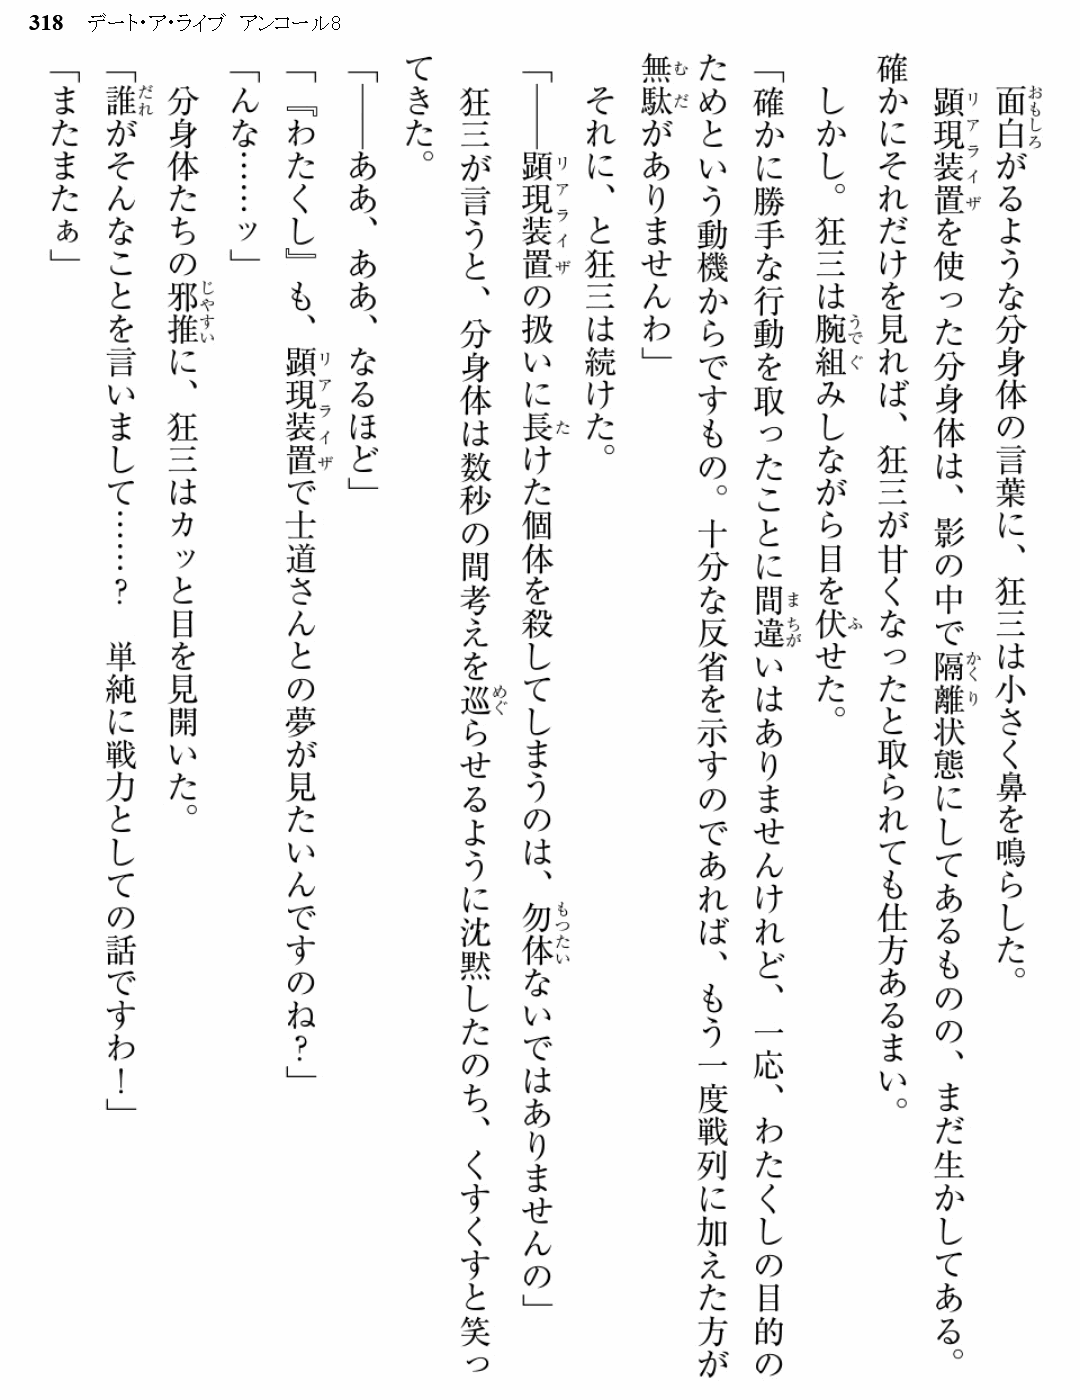 318 デート・ア・ライブ アンコール8
面白がるような分身体の言葉に、狂三は小さく鼻を鳴らした。
顕現装置を使った分身体は、影の中で隔離状態にしてあるものの、まだ生かしてある。
確かにそれだけを見れば、狂三が甘くなったと取られても仕方あるまい。
しかし。狂三は腕組みしながら目を伏せた。
「確かに勝手な行動を取ったことに間違いはありませんけれど、一応、わたくしの目的の
ためという動機からですもの。十分な反省を示すのであれば、もう一度戦列に加えた方が
無駄がありませんわ」
それに、と狂三は続けた。
「――顕現装置の扱いに長けた個体を殺してしまうのは、勿体ないではありませんの」
狂三が言うと、分身体は数秒の間考えを巡らせるように沈黙したのち、くすくすと笑っ
てきた。
「――ああ、ああ、なるほど」
「『わたくし』も、顕現装置で士道さんとの夢が見たいんですのね？」
「んな……ッ」
分身体たちの邪推に、狂三はカッと目を見開いた。
「誰がそんなことを言いまして……？　単純に戦力としての話ですわ！」
「またまたぁ」